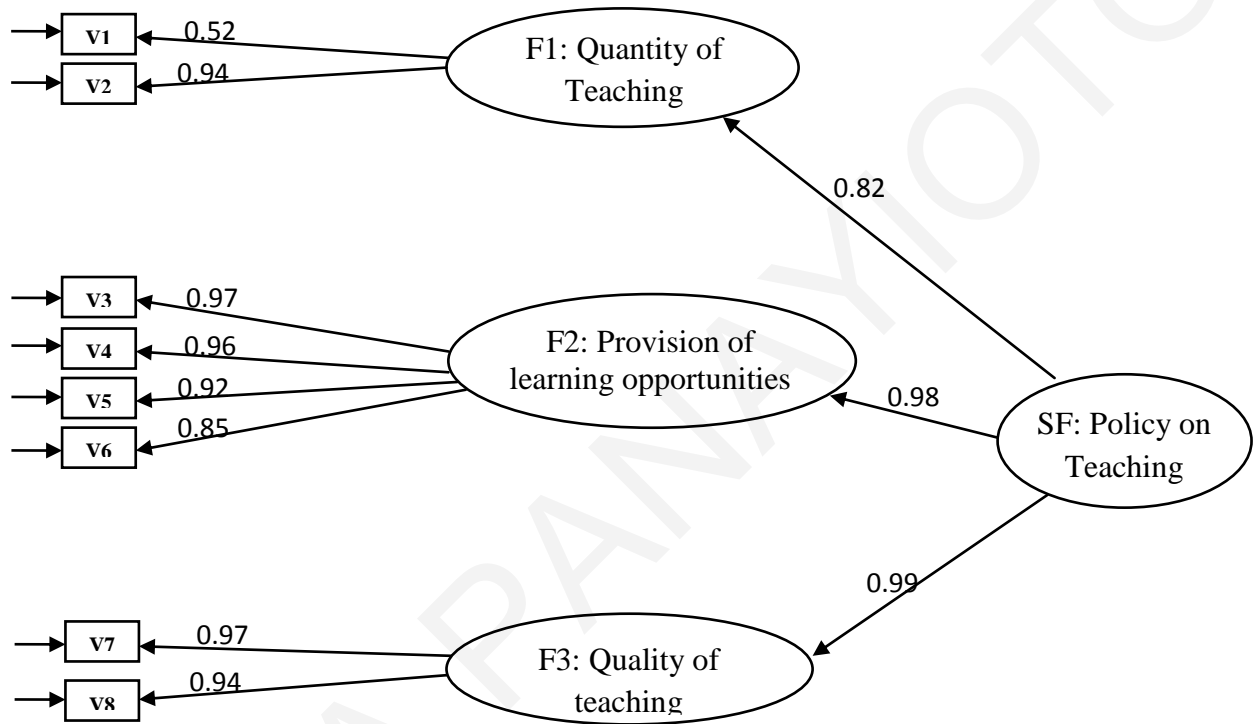 V1
0.52
V2
0.94
F1: Quantity of
Teaching
0.82
V3
0.97
V4
0.96
V5
0.92
V6
0.85
F2: Provision of
learning opportunities
0.98
SF: Policy on
Teaching
0.99
V7
0.97
V8
0.94
F3: Quality of
teaching